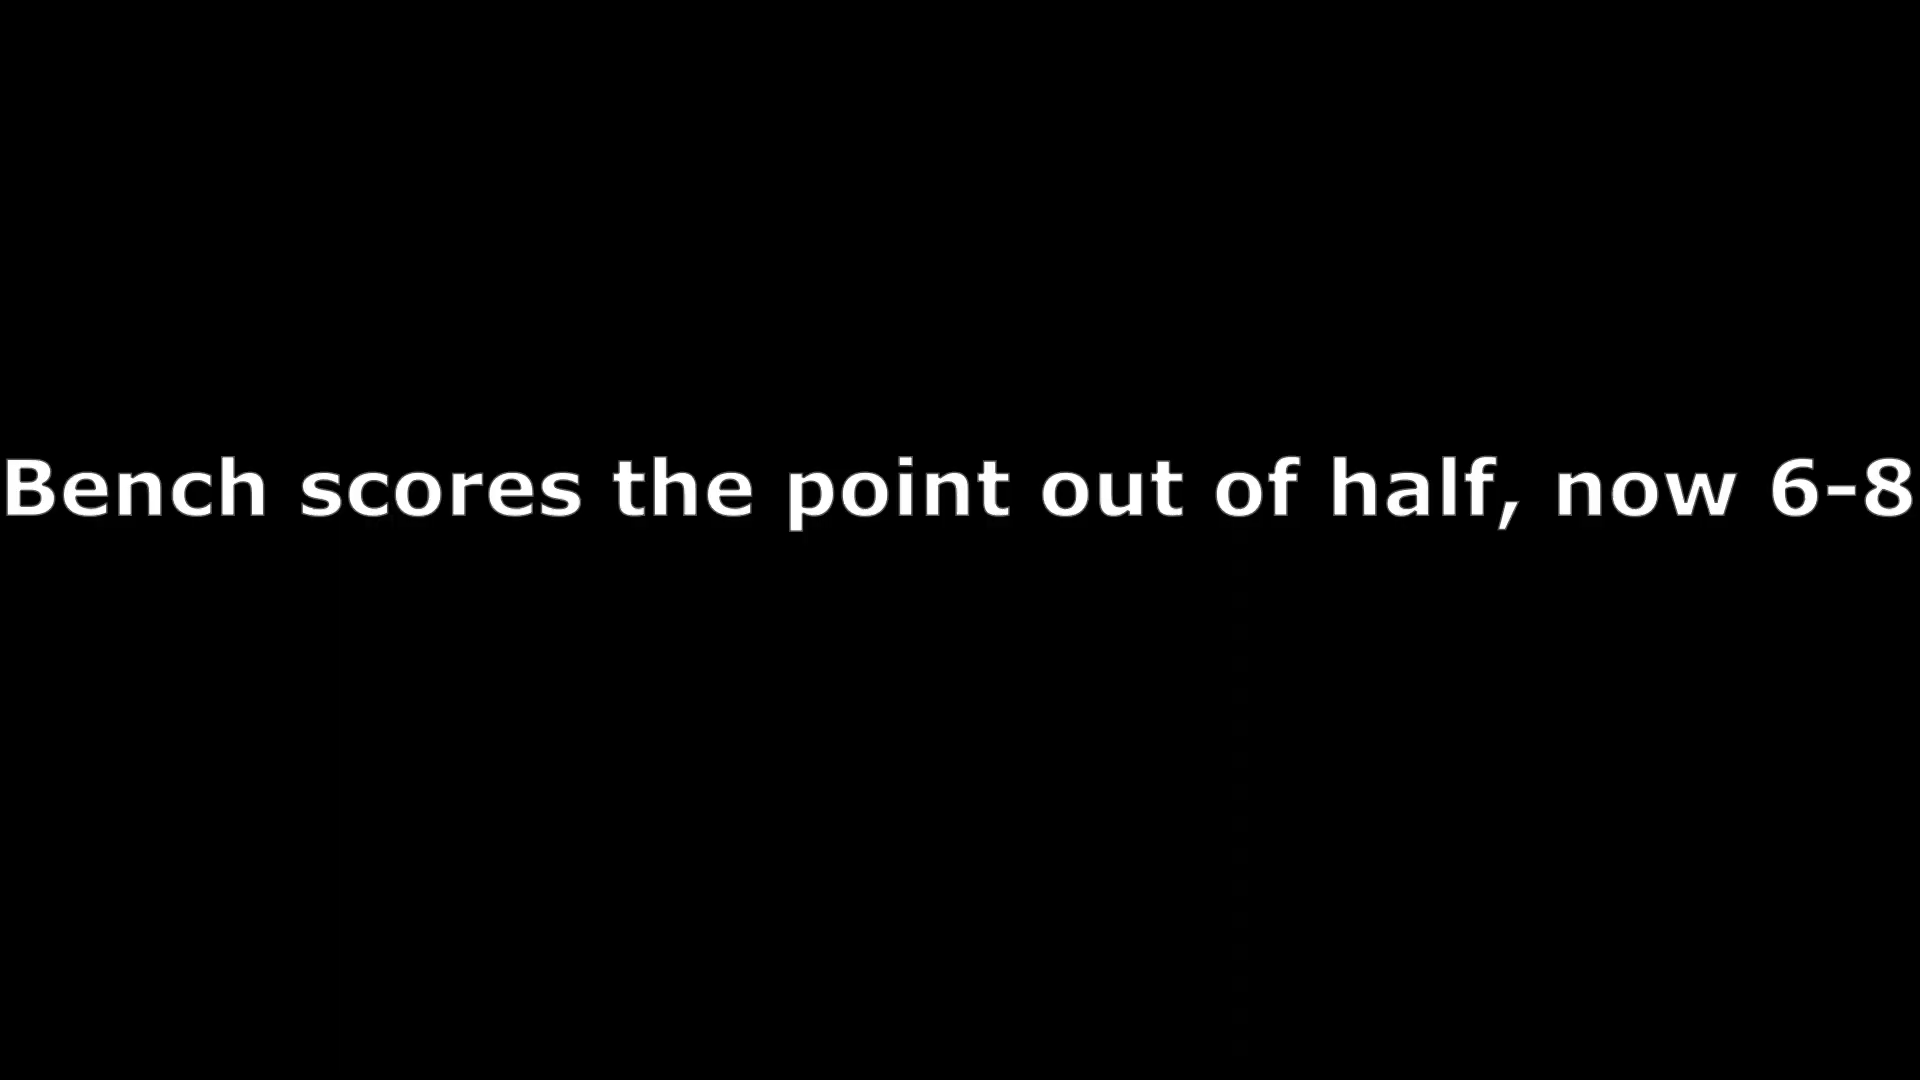 Bench scores the point out of half, now 6-8